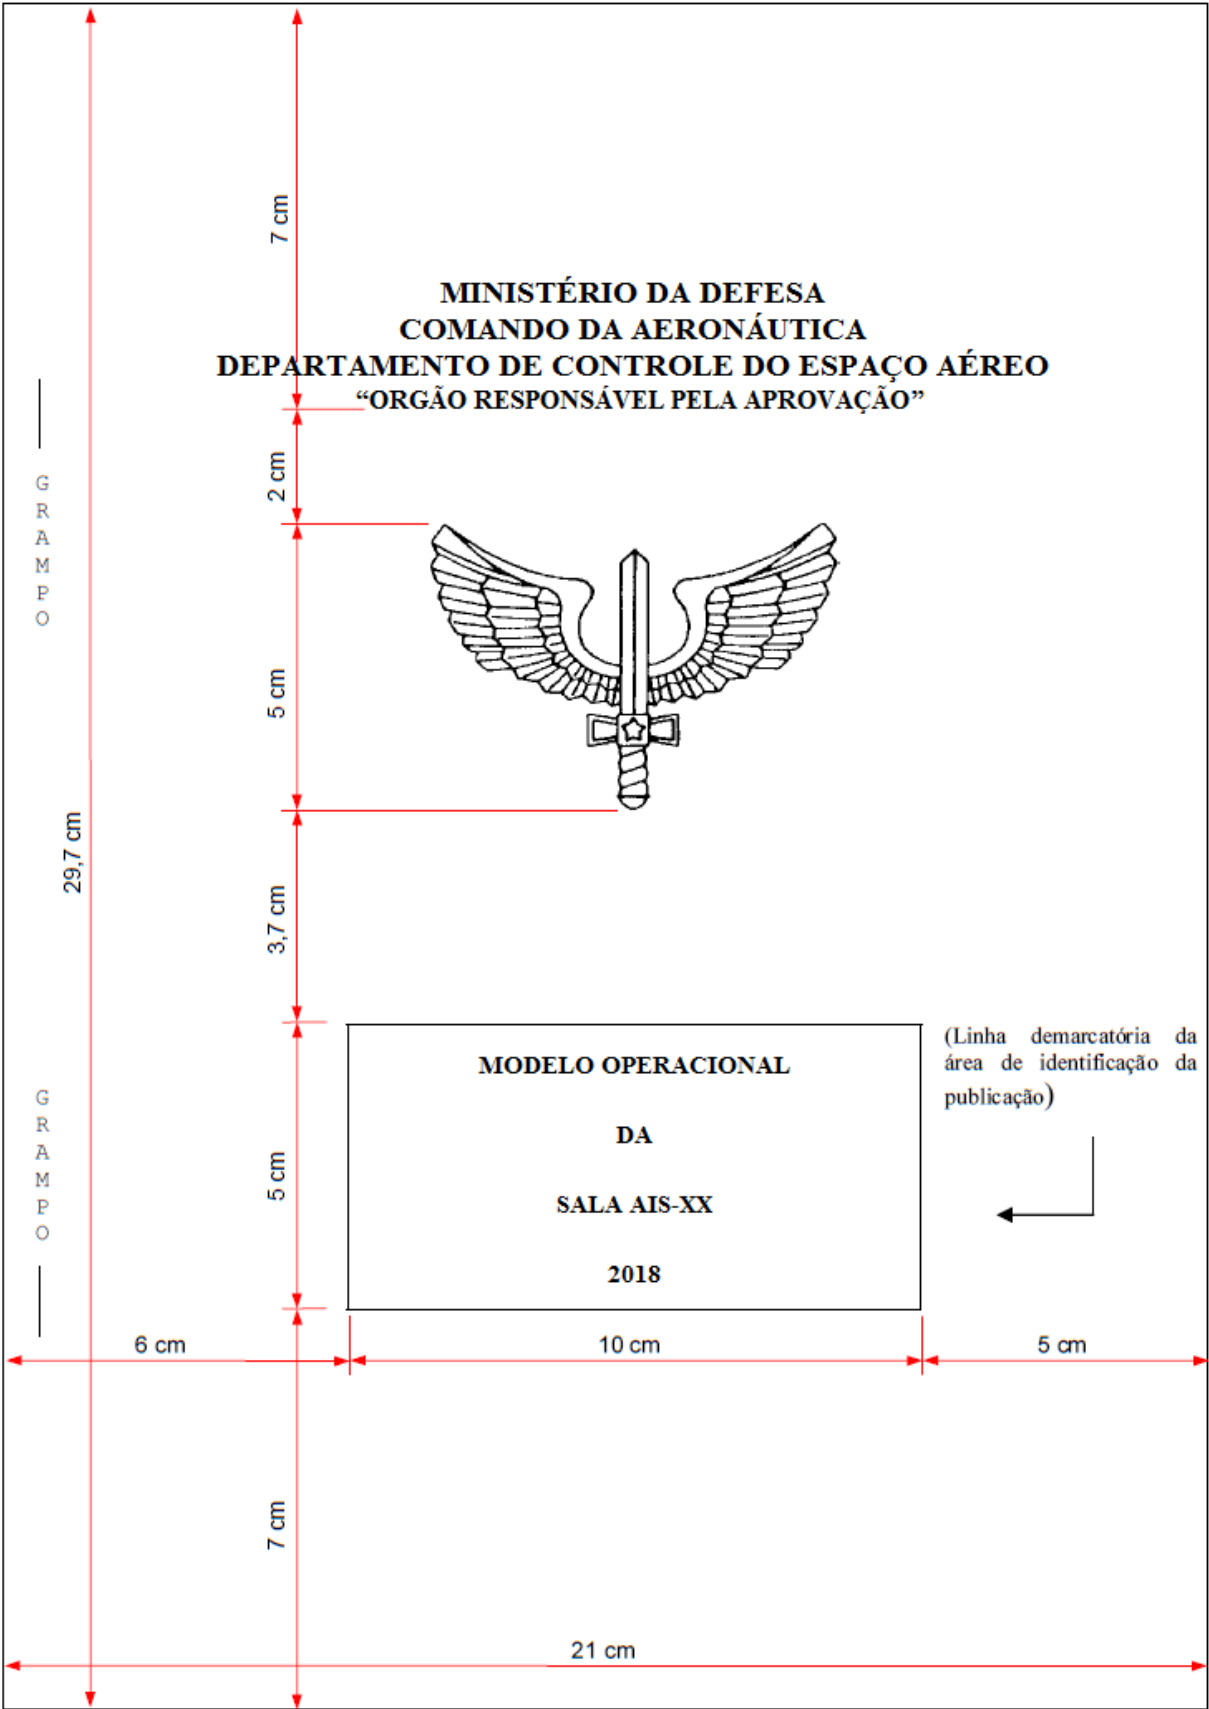 7 cm
MINISTÉRIO DA DEFESA
COMANDO DA AERONÁUTICA
DEPARTAMENTO DE CONTROLE DO ESPAÇO AÉREO
“ORGÃO RESPONSÁVEL PELA APROVAÇÃO”
2 cm
GRAMPO
5 cm
29,7 cm
3,7 cm
(Linha demarcatória da
área de identificação da
publicação)
MODELO OPERACIONAL
DA
SALA AIS-XX
2018
GRAMPO
5 cm
6 cm
10 cm
5 cm
7 cm
21 cm